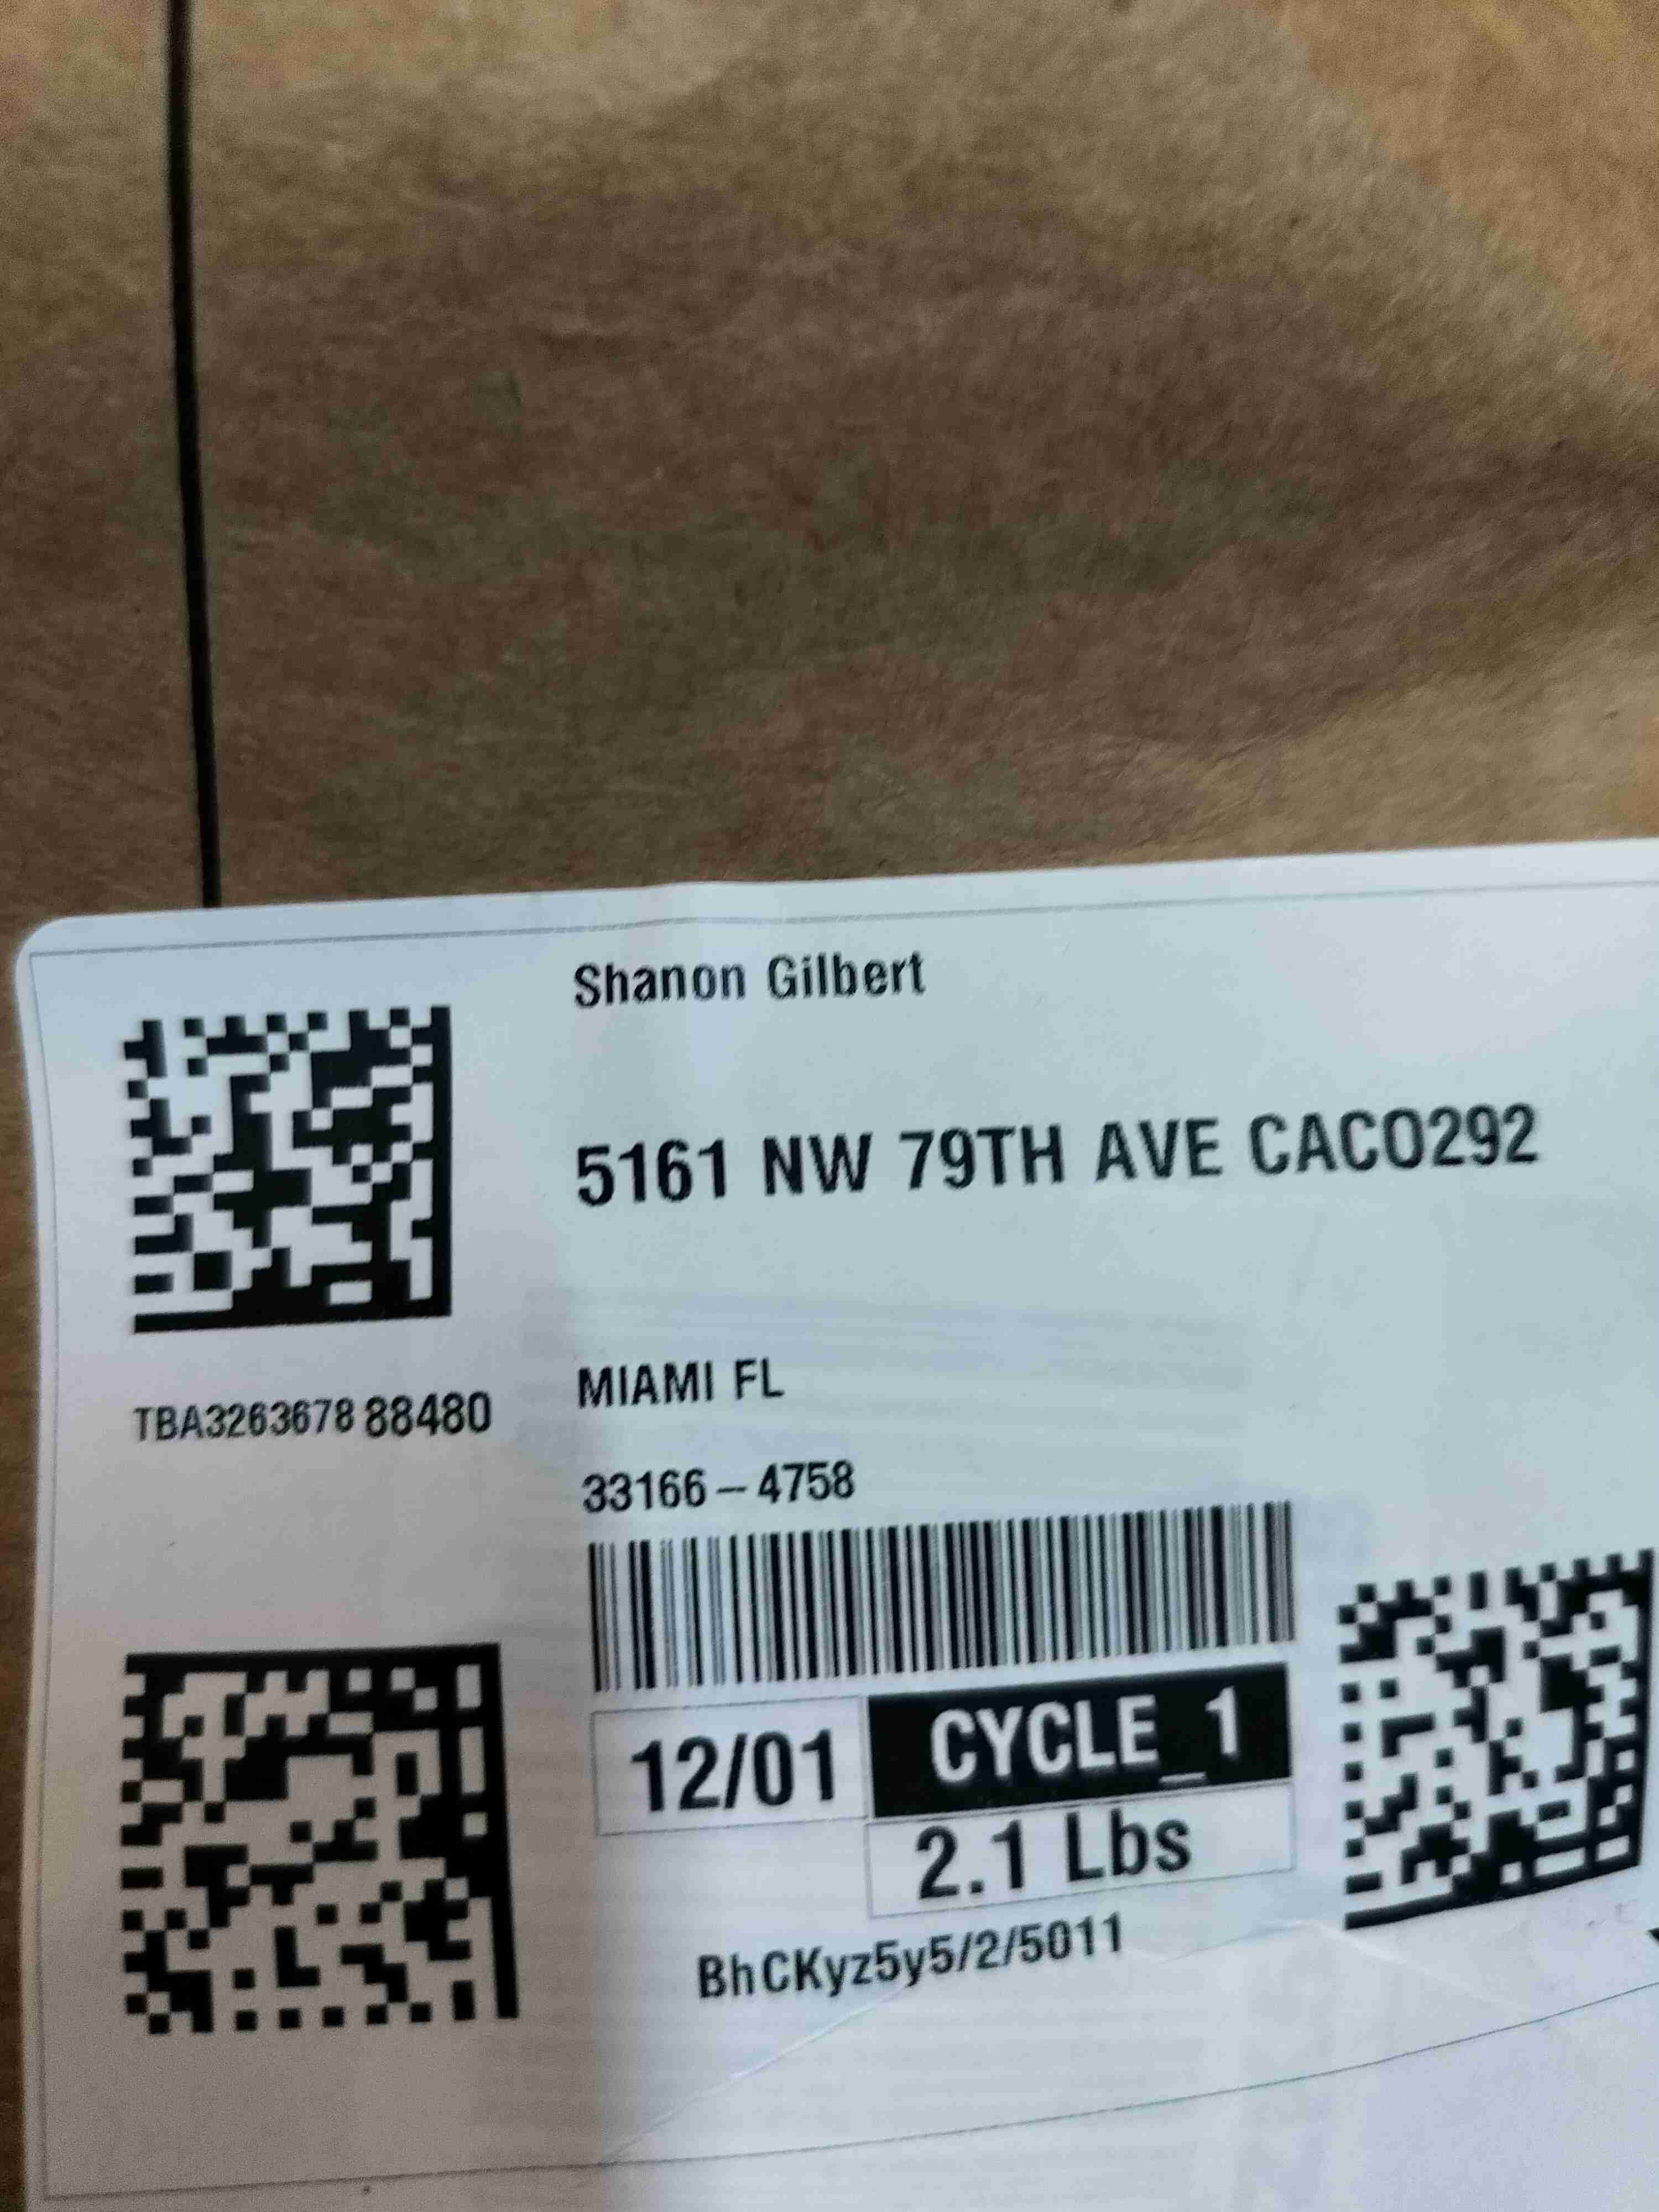 Shanon Gilbert
5161 NW 79TH AVE CACO292
TBA3263678 88480
MIAMI FL
33166–4758
12/01
CYCLE_1
2.1 Lbs
BhCKyz5y5/2/5011